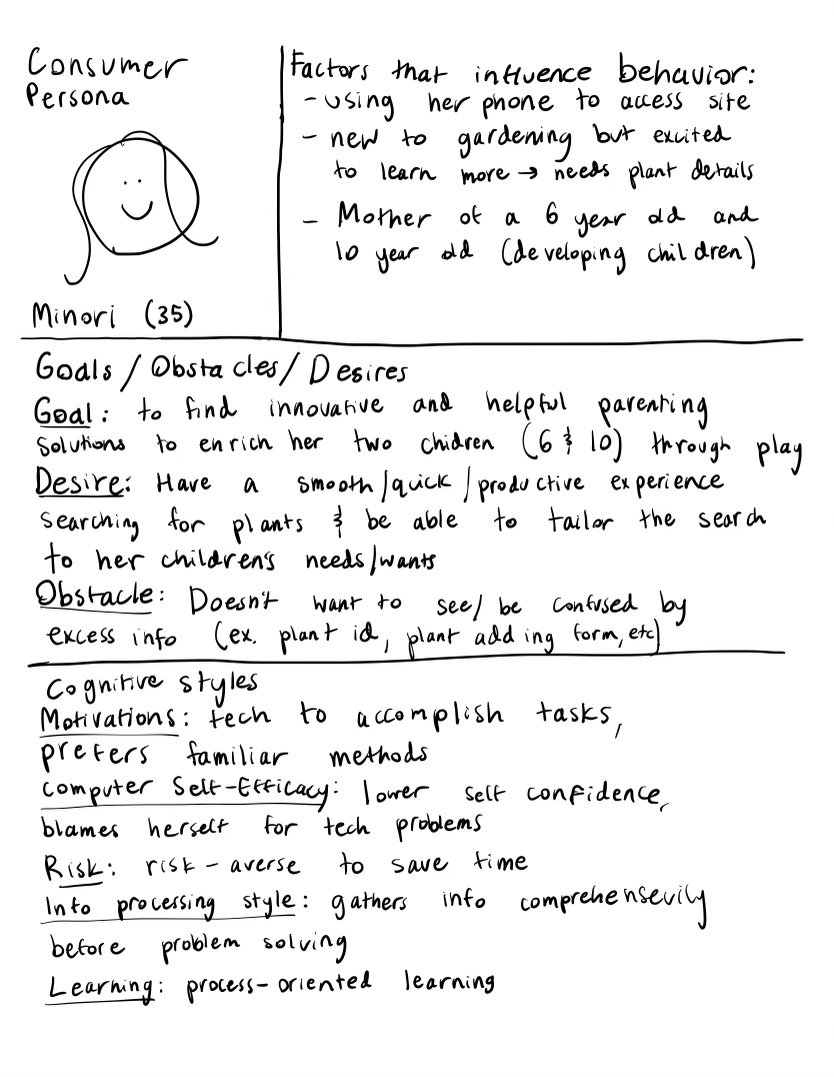 Consumer
Persona
Minori (35)
Factors that influence behavior:
- using her phone to access site
- new to gardening but excited
to learn more → needs plant details
- Mother of a 6 year old and
10 year old (developing children)
Goals / Obstacles / Desires
Goal: to find innovative and helpful parenting
solutions to enrich her two chidren (6 & 10) through play
Desire: Have a smooth/quick/productive experience
searching for plants & be able to tailor the search
to her children's needs/wants
Obstacle: Doesn't want to see/ be confused by
excess info (ex. plant id, plant adding form, etc)
Cognitive styles
Motivations: tech to accomplish tasks,
prefers familiar methods
Computer Self-Efficacy: lower self confidence,
blames herself for tech problems
Risk: risk-averse to save time
Info processing style: gathers info comprehensevily
before problem solving
Learning: process-oriented learning